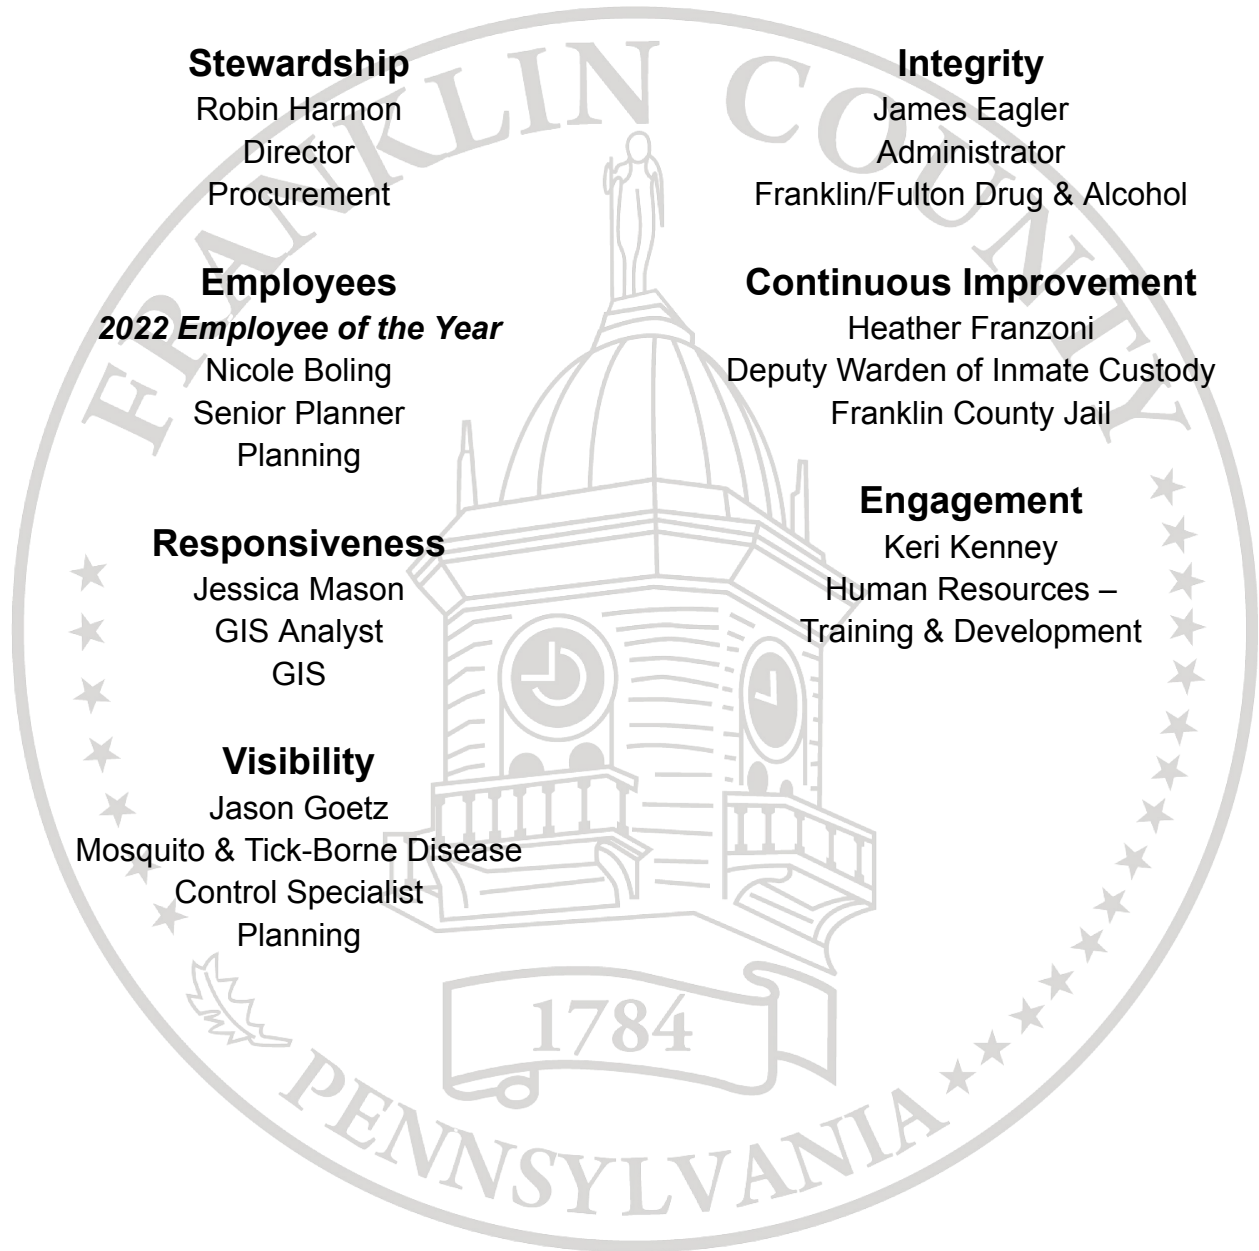 Stewardship
Robin Harmon
Director
Procurement
Employees
2022 Employee of the Year
Nicole Boling
Senior Planner
Planning
Responsiveness
Jessica Mason
GIS Analyst
GIS
Visibility
Jason Goetz
Mosquito & Tick-Borne Disease
Control Specialist
Planning
Integrity
James Eagler
Administrator
Franklin/Fulton Drug & Alcohol
Continuous Improvement
Heather Franzoni
Deputy Warden of Inmate Custody
Franklin County Jail
Engagement
Keri Kenney
Human Resources –
Training & Development
FRANKLIN COUNTY
1784
PENNSYLVANIA